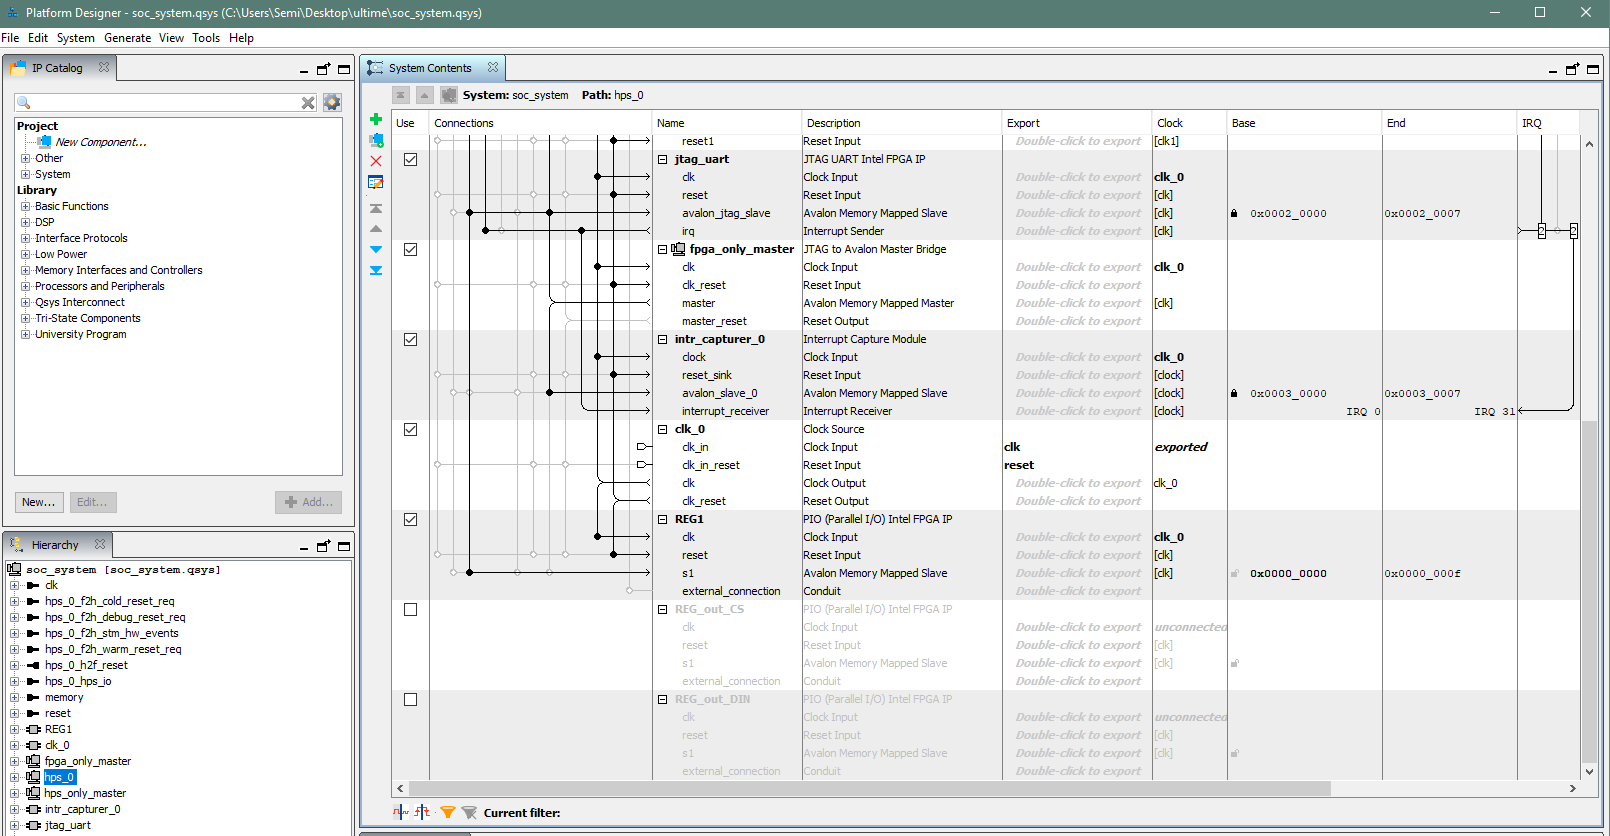 Platform Designer - soc_system.qsys (C:\Users\Semi\Desktop\ultime\soc_system.qsys)
File Edit System Generate View Tools Help
IP Catalog
Project
New Component...
Other
System
Library
Basic Functions
DSP
Interface Protocols
Low Power
Memory Interfaces and Controllers
Processors and Peripherals
Qsys Interconnect
Tri-State Components
University Program
New... Edit... Add...
Hierarchy
soc_system [soc_system.qsys]
clk
hps_0_f2h_cold_reset_req
hps_0_f2h_debug_reset_req
hps_0_f2h_stm_hw_events
hps_0_f2h_warm_reset_req
hps_0_h2f_reset
hps_0_hps_io
memory
reset
REG1
clk_0
fpga_only_master
hps_0
hps_only_master
intr_capturer_0
jtag_uart
System Contents
System: soc_system Path: hps_0
Use Connections Name Description Export Clock Base End IRQ
reset1 Reset Input Double-click to export [clk1]
jtag_uart JTAG UART Intel FPGA IP
clk Clock Input Double-click to export clk_0
reset Reset Input Double-click to export [clk]
avalon_jtag_slave Avalon Memory Mapped Slave Double-click to export [clk] 0x0002_0000 0x0002_0007
irq Interrupt Sender Double-click to export [clk] 2 2
fpga_only_master JTAG to Avalon Master Bridge
clk Clock Input Double-click to export clk_0
clk_reset Reset Input Double-click to export
master Avalon Memory Mapped Master Double-click to export [clk]
master_reset Reset Output Double-click to export
intr_capturer_0 Interrupt Capture Module
clock Clock Input Double-click to export clk_0
reset_sink Reset Input Double-click to export [clock]
avalon_slave_0 Avalon Memory Mapped Slave Double-click to export [clock] 0x0003_0000 0x0003_0007
interrupt_receiver Interrupt Receiver Double-click to export [clock] IRQ 0 IRQ 31
clk_0 Clock Source
clk_in Clock Input clk exported
clk_in_reset Reset Input reset
clk Clock Output Double-click to export clk_0
clk_reset Reset Output Double-click to export
REG1 PIO (Parallel I/O) Intel FPGA IP
clk Clock Input Double-click to export clk_0
reset Reset Input Double-click to export [clk]
s1 Avalon Memory Mapped Slave Double-click to export [clk] 0x0000_0000 0x0000_000f
external_connection Conduit Double-click to export
REG_out_CS PIO (Parallel I/O) Intel FPGA IP
clk Clock Input Double-click to export unconnected
reset Reset Input Double-click to export [clk]
s1 Avalon Memory Mapped Slave Double-click to export [clk]
external_connection Conduit Double-click to export
REG_out_DIN PIO (Parallel I/O) Intel FPGA IP
clk Clock Input Double-click to export unconnected
reset Reset Input Double-click to export [clk]
s1 Avalon Memory Mapped Slave Double-click to export [clk]
external_connection Conduit Double-click to export
Current filter: